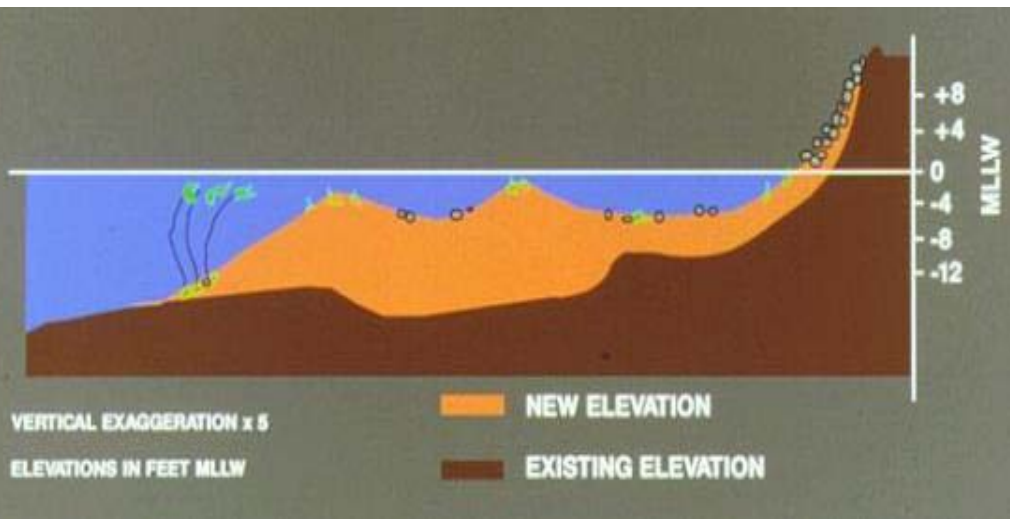 +8
+4
0
-4
-8
-12
MLLW
VERTICAL EXAGGERATION x 5
NEW ELEVATION
ELEVATIONS IN FEET MLLW
EXISTING ELEVATION